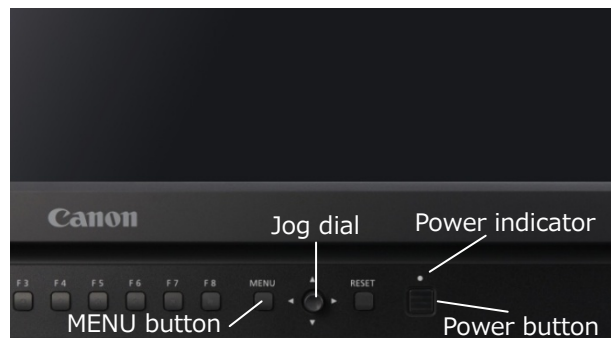 Canon
Jog dial
Power indicator
F3 F4 F5 F6 F7 F8 MENU RESET
MENU button
Power button